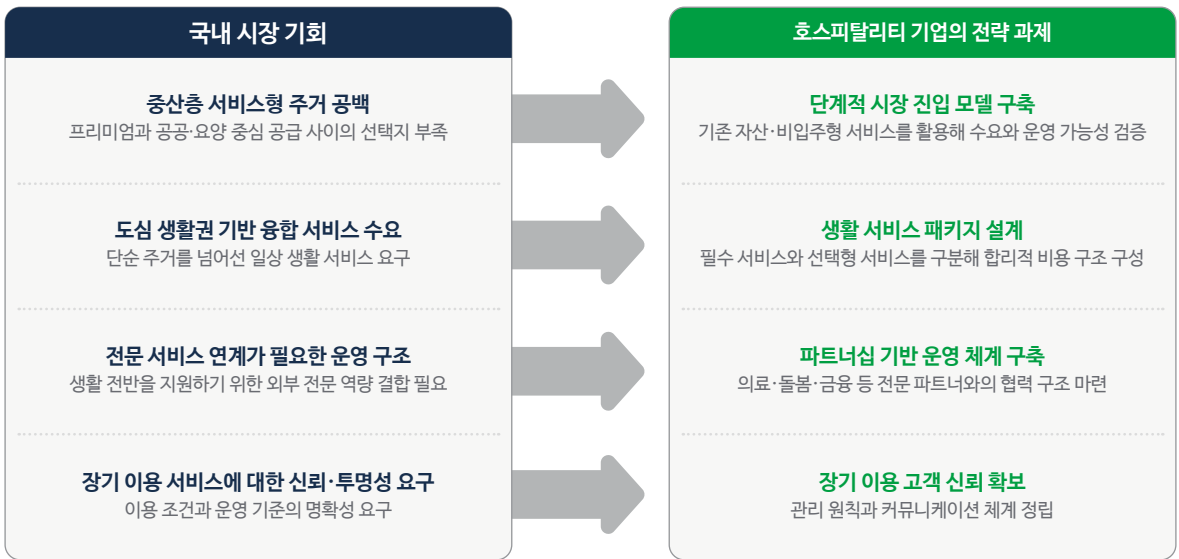 국내 시장 기회
중산층 서비스형 주거 공백
프리미엄과 공공·요양 중심 공급 사이의 선택지 부족
도심 생활권 기반 융합 서비스 수요
단순 주거를 넘어선 일상 생활 서비스 요구
전문 서비스 연계가 필요한 운영 구조
생활 전반을 지원하기 위한 외부 전문 역량 결합 필요
장기 이용 서비스에 대한 신뢰·투명성 요구
이용 조건과 운영 기준의 명확성 요구
호스피탈리티 기업의 전략 과제
단계적 시장 진입 모델 구축
기존 자산·비입주형 서비스를 활용해 수요와 운영 가능성 검증
생활 서비스 패키지 설계
필수 서비스와 선택형 서비스를 구분해 합리적 비용 구조 구성
파트너십 기반 운영 체계 구축
의료·돌봄·금융 등 전문 파트너와의 협력 구조 마련
장기 이용 고객 신뢰 확보
관리 원칙과 커뮤니케이션 체계 정립